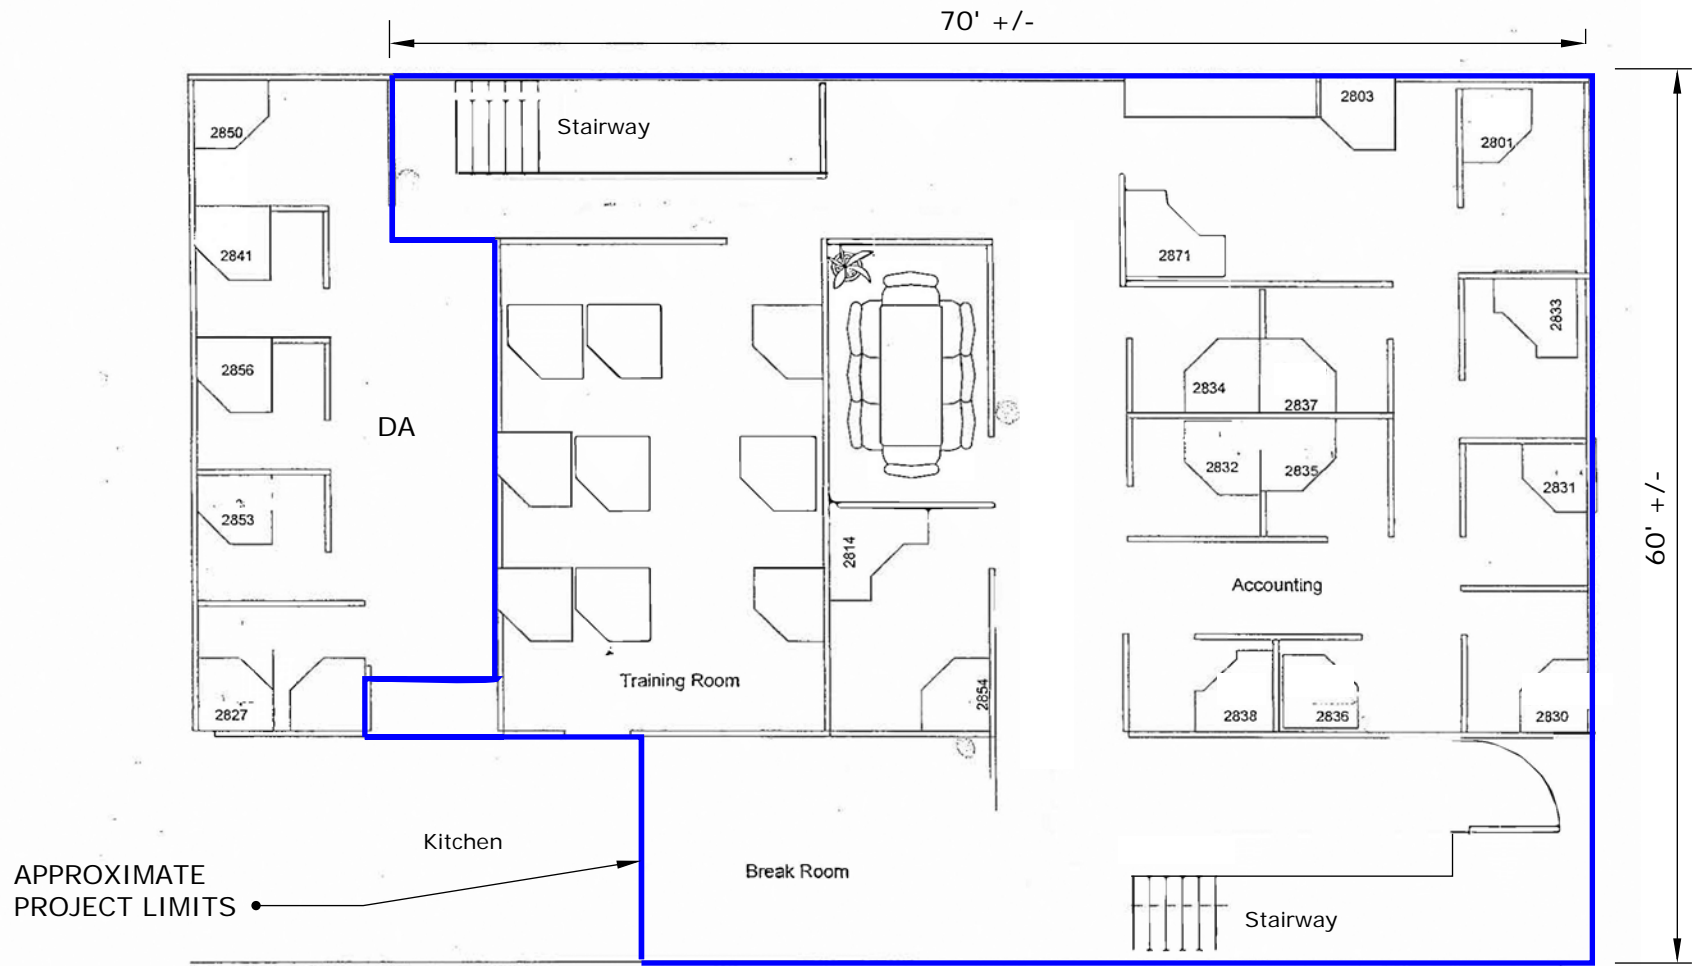 70' +/-
2803
2850
Stairway
2801
2841
2871
2833
2856
2834
2837
DA
2832
2835
2831
2853
60' +/-
2814
Accounting
Training Room
2854
2827
2838
2836
2830
Kitchen
Break Room
APPROXIMATE
PROJECT LIMITS
Stairway